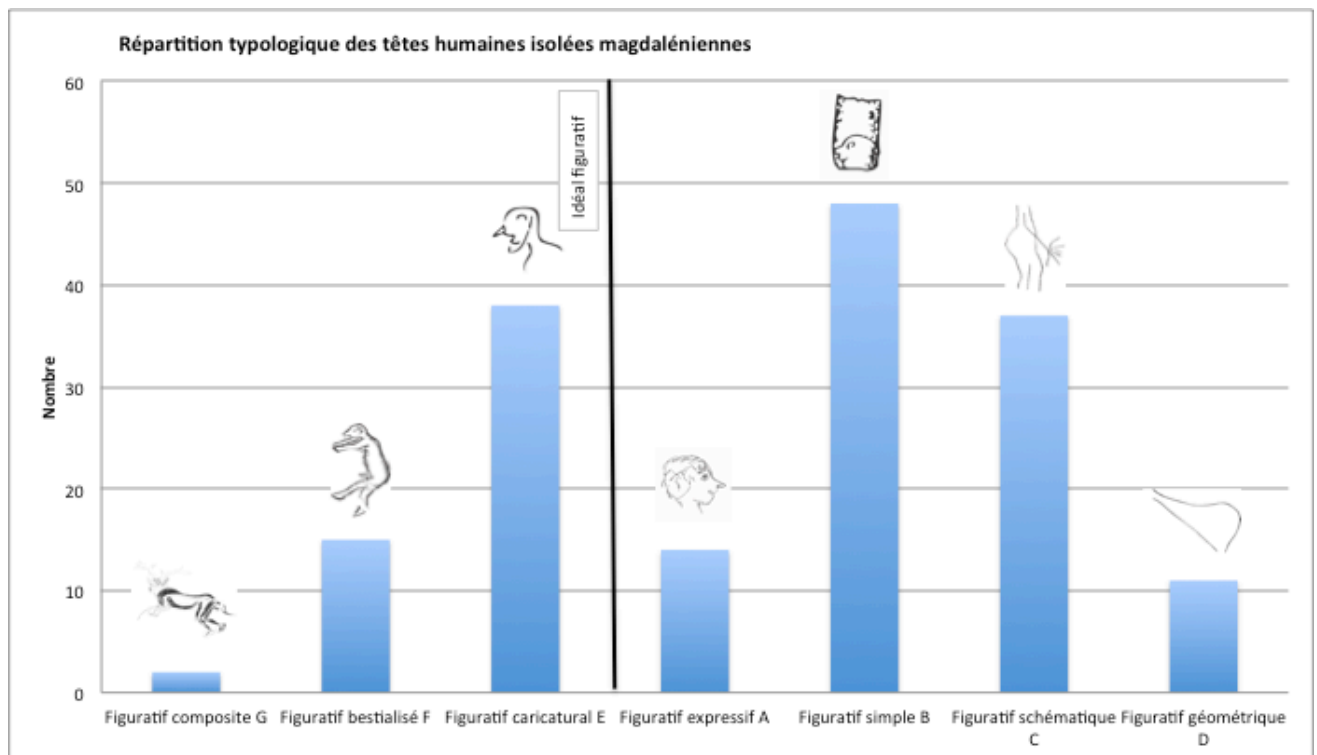 Répartition typologique des têtes humaines isolées magdaléniennes
Nombre
60
50
40
30
20
10
0
Idéal figuratif
Figuratif composite G
Figuratif bestialisé F
Figuratif caricatural E
Figuratif expressif A
Figuratif simple B
Figuratif schématique
C
Figuratif géométrique
D